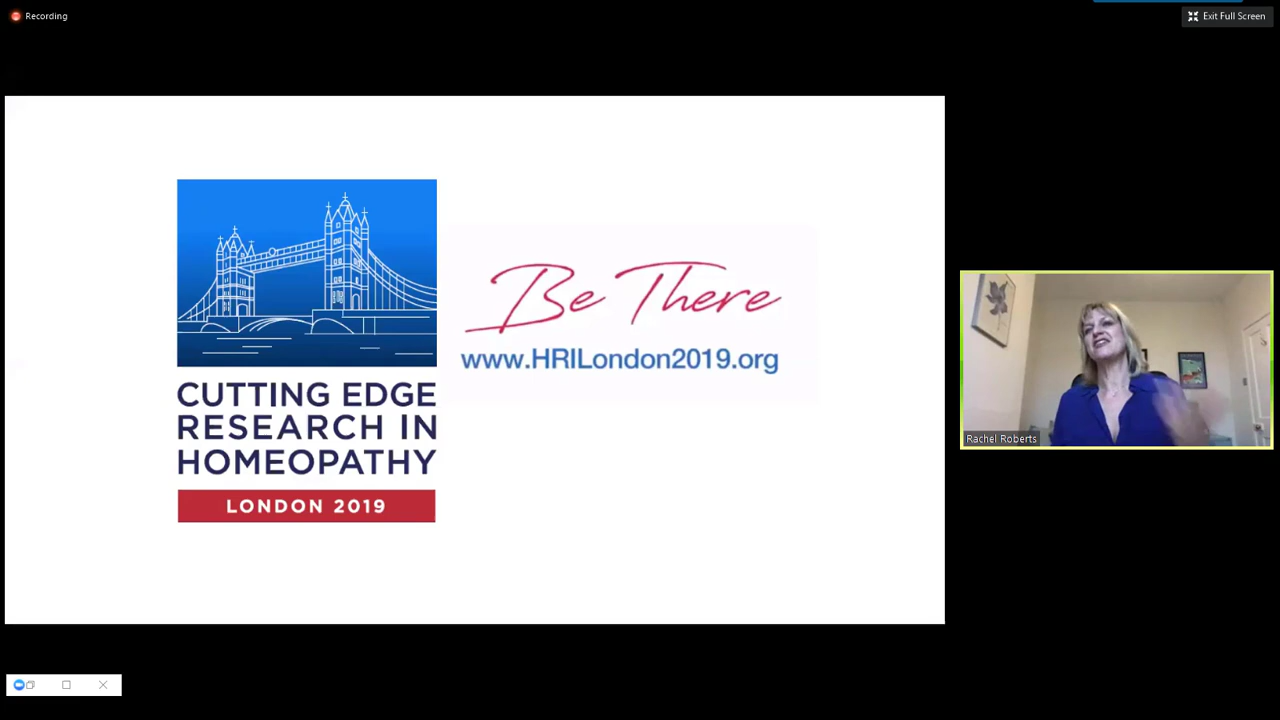 Recording
Exit Full Screen
Be There
www.HRILondon2019.org
CUTTING EDGE
RESEARCH IN
HOMEOPATHY
LONDON 2019
Rachel Roberts